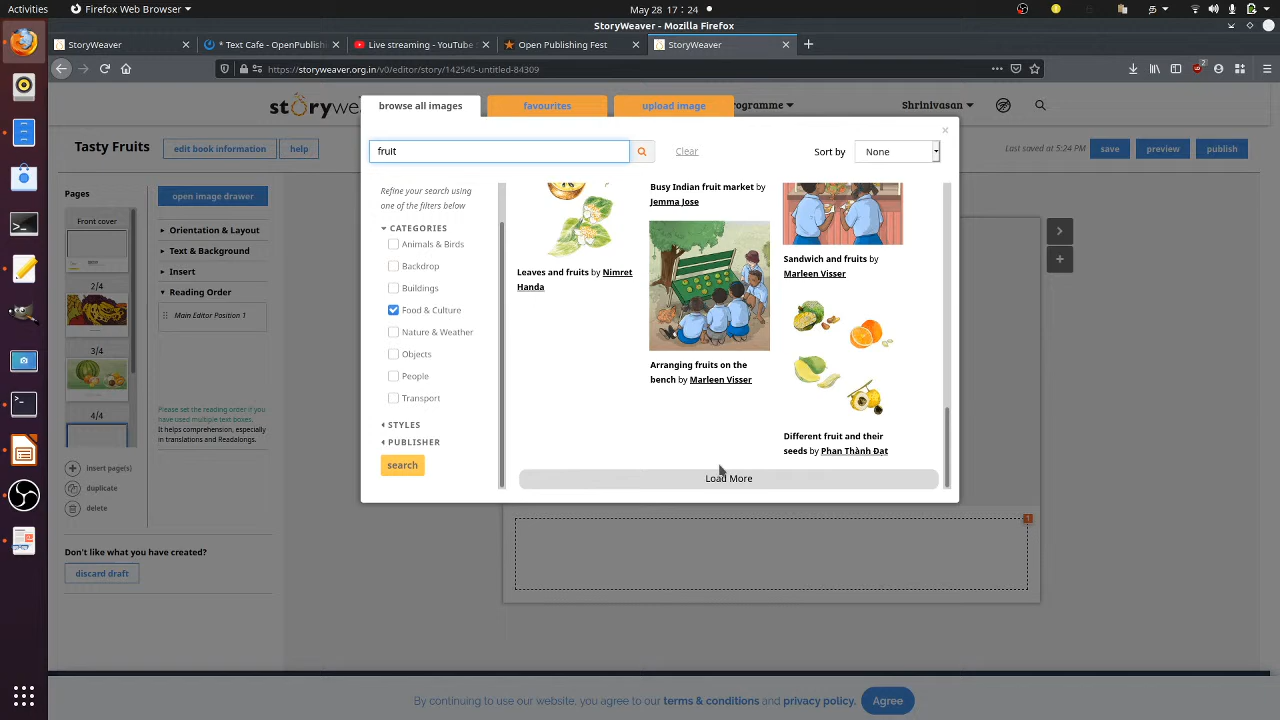 Activities
Firefox Web Browser
May 28 17 : 24
StoryWeaver - Mozilla Firefox
StoryWeaver
* Text Cafe - OpenPublishi
Live streaming - YouTube
Open Publishing Fest
StoryWeaver
https://storyweaver.org.in/v0/editor/story/142545-untitled-84309
2
browse all images
favourites
upload image
rogramme
Shrinivasan
Tasty Fruits
edit book information
help
fruit
Clear
Sort by
None
Last saved at 5:24 PM
save
preview
publish
Pages
open image drawer
Front cover
2/4
3/4
4/4
Orientation & Layout
Text & Background
Insert
Reading Order
Main Editor Position 1
Please set the reading order if you
have used multiple text boxes.
It helps comprehension, especially
in translations and Readalongs.
insert page(s)
duplicate
delete
Don't like what you have created?
discard draft
Refine your search using
one of the filters below
CATEGORIES
Animals & Birds
Backdrop
Buildings
Food & Culture
Nature & Weather
Objects
People
Transport
STYLES
PUBLISHER
search
Leaves and fruits by Nimret
Handa
Busy Indian fruit market by
Jemma Jose
Arranging fruits on the
bench by Marleen Visser
Sandwich and fruits by
Marleen Visser
Different fruit and their
seeds by Phan Thành Đat
Load More
1
By continuing to use our website, you agree to our terms & conditions and privacy policy.
Agree